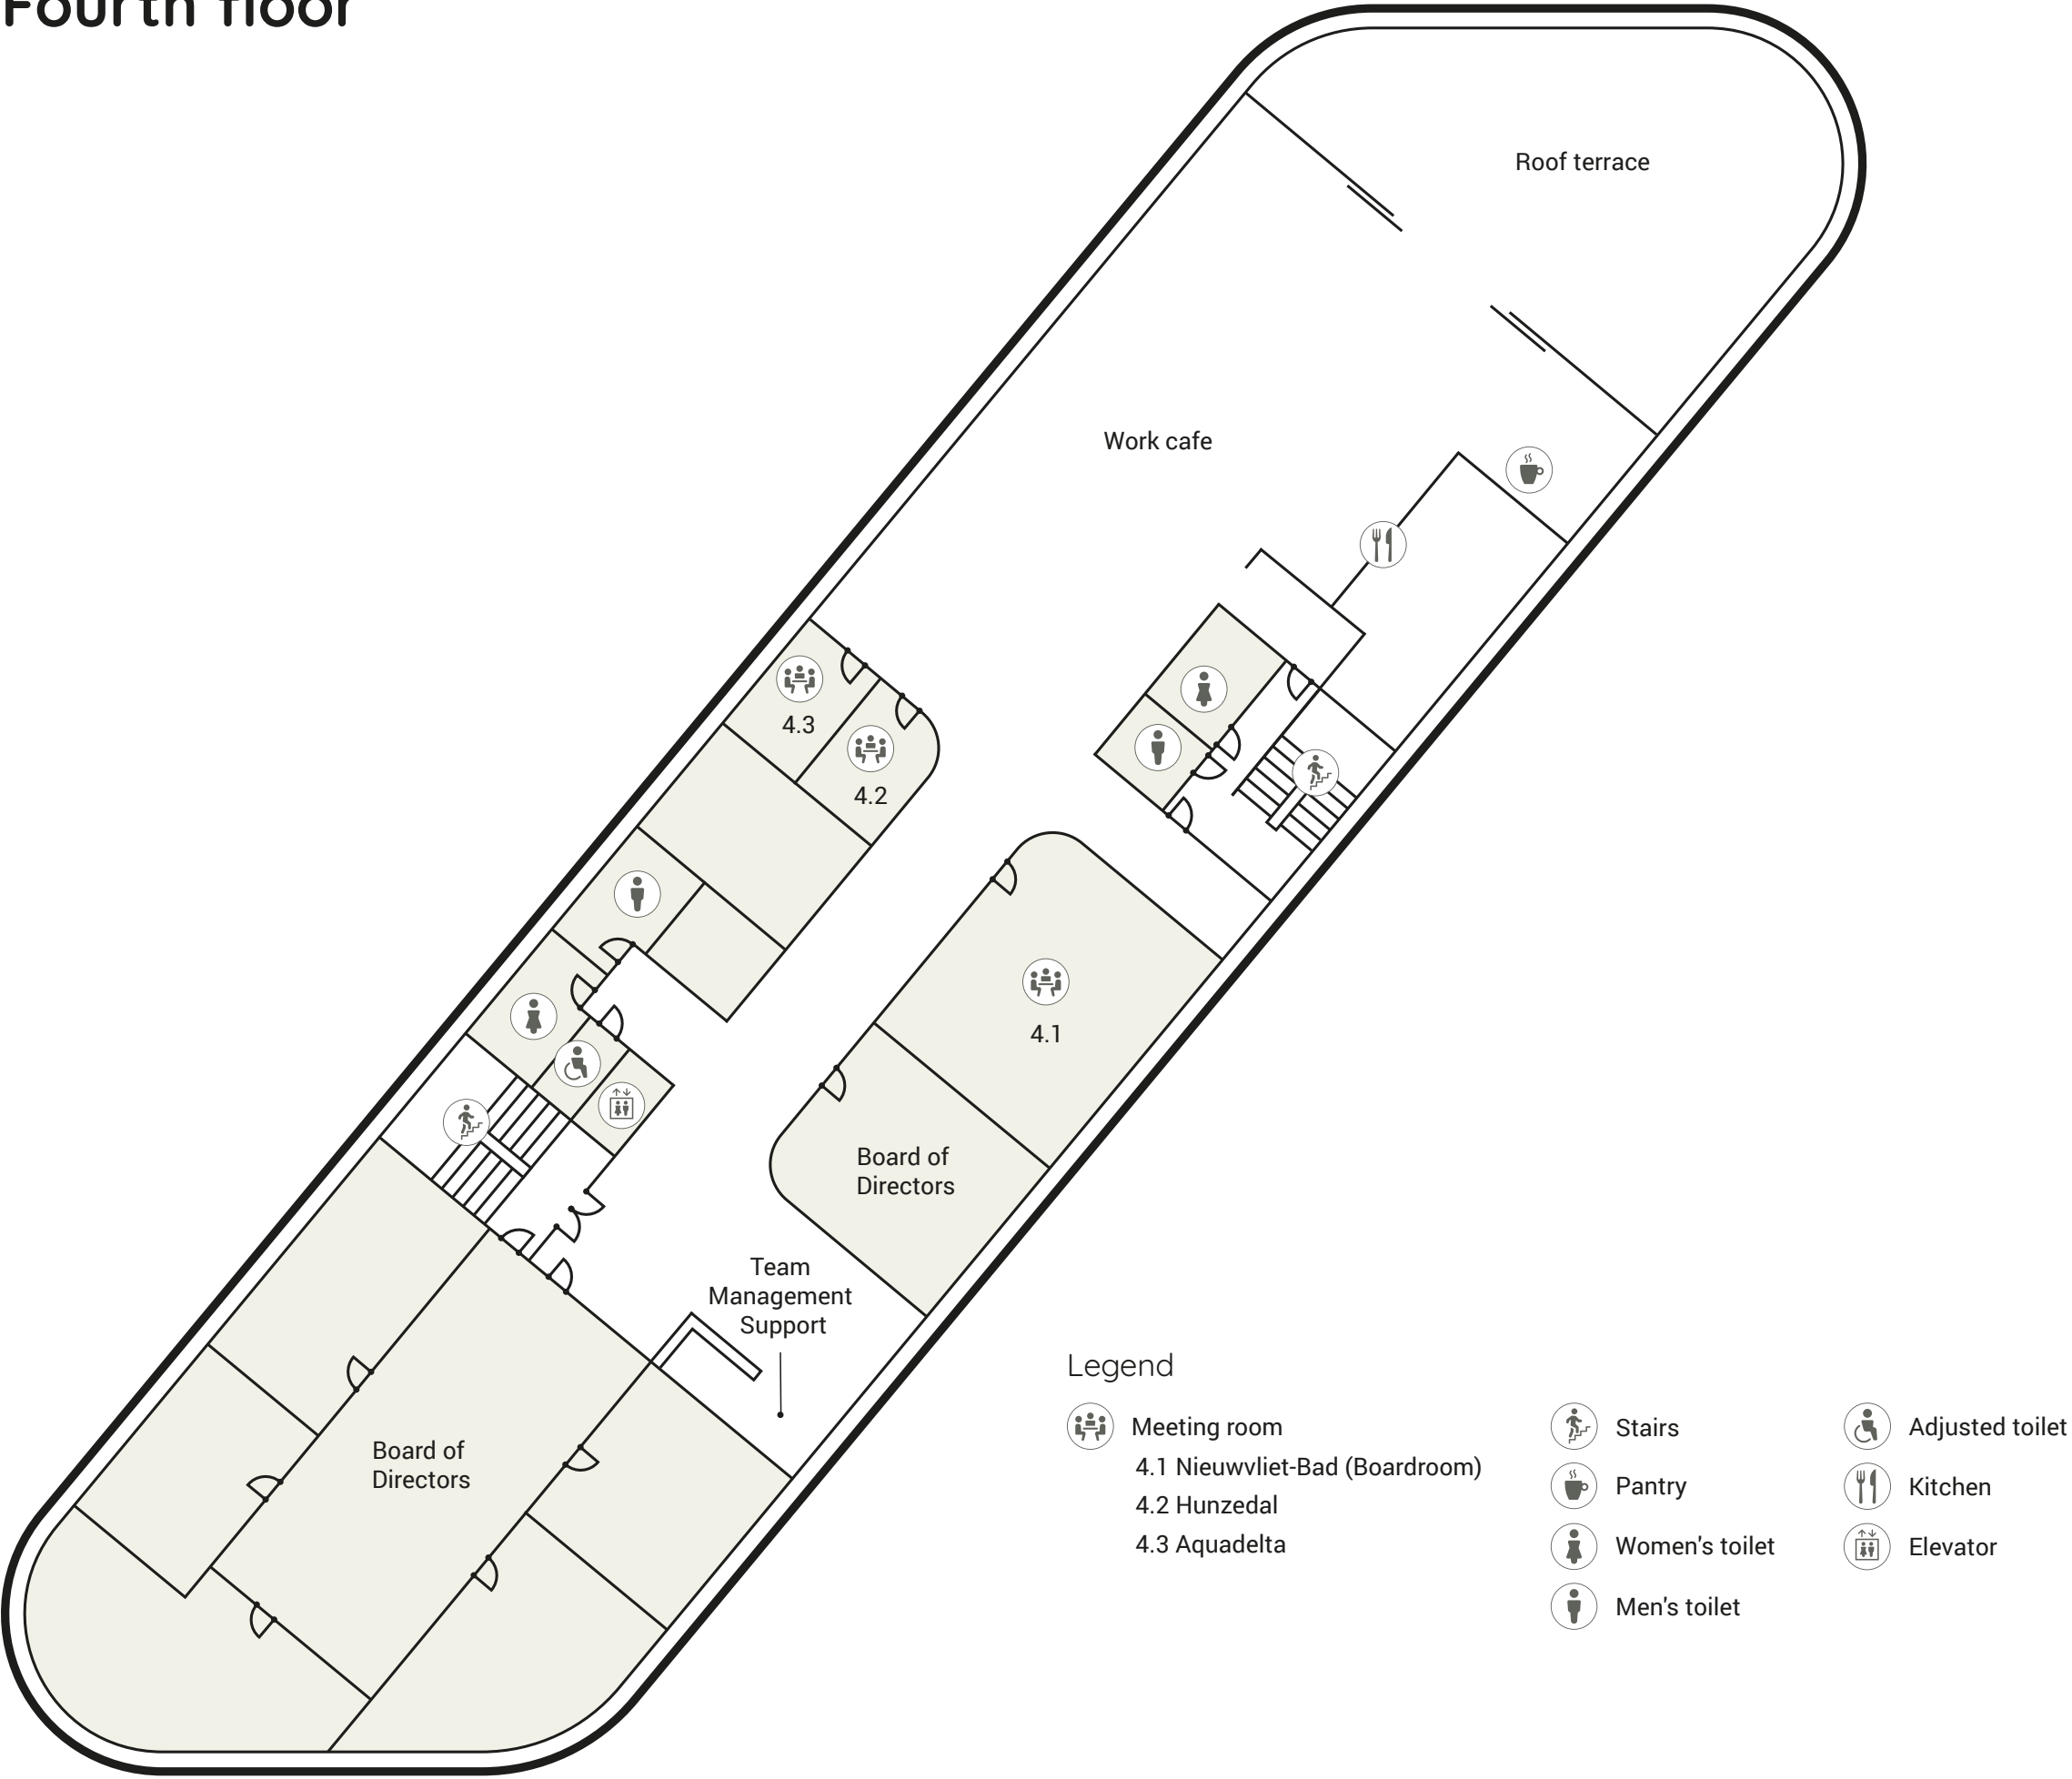 Fourth floor
Roof terrace
Work cafe
4.3
4.2
4.1
Board of
Directors
Team
Management
Support
Board of
Directors
Legend
Meeting room
4.1 Nieuwvliet-Bad (Boardroom)
4.2 Hunzedal
4.3 Aquadelta
Stairs
Pantry
Women's toilet
Men's toilet
Adjusted toilet
Kitchen
Elevator